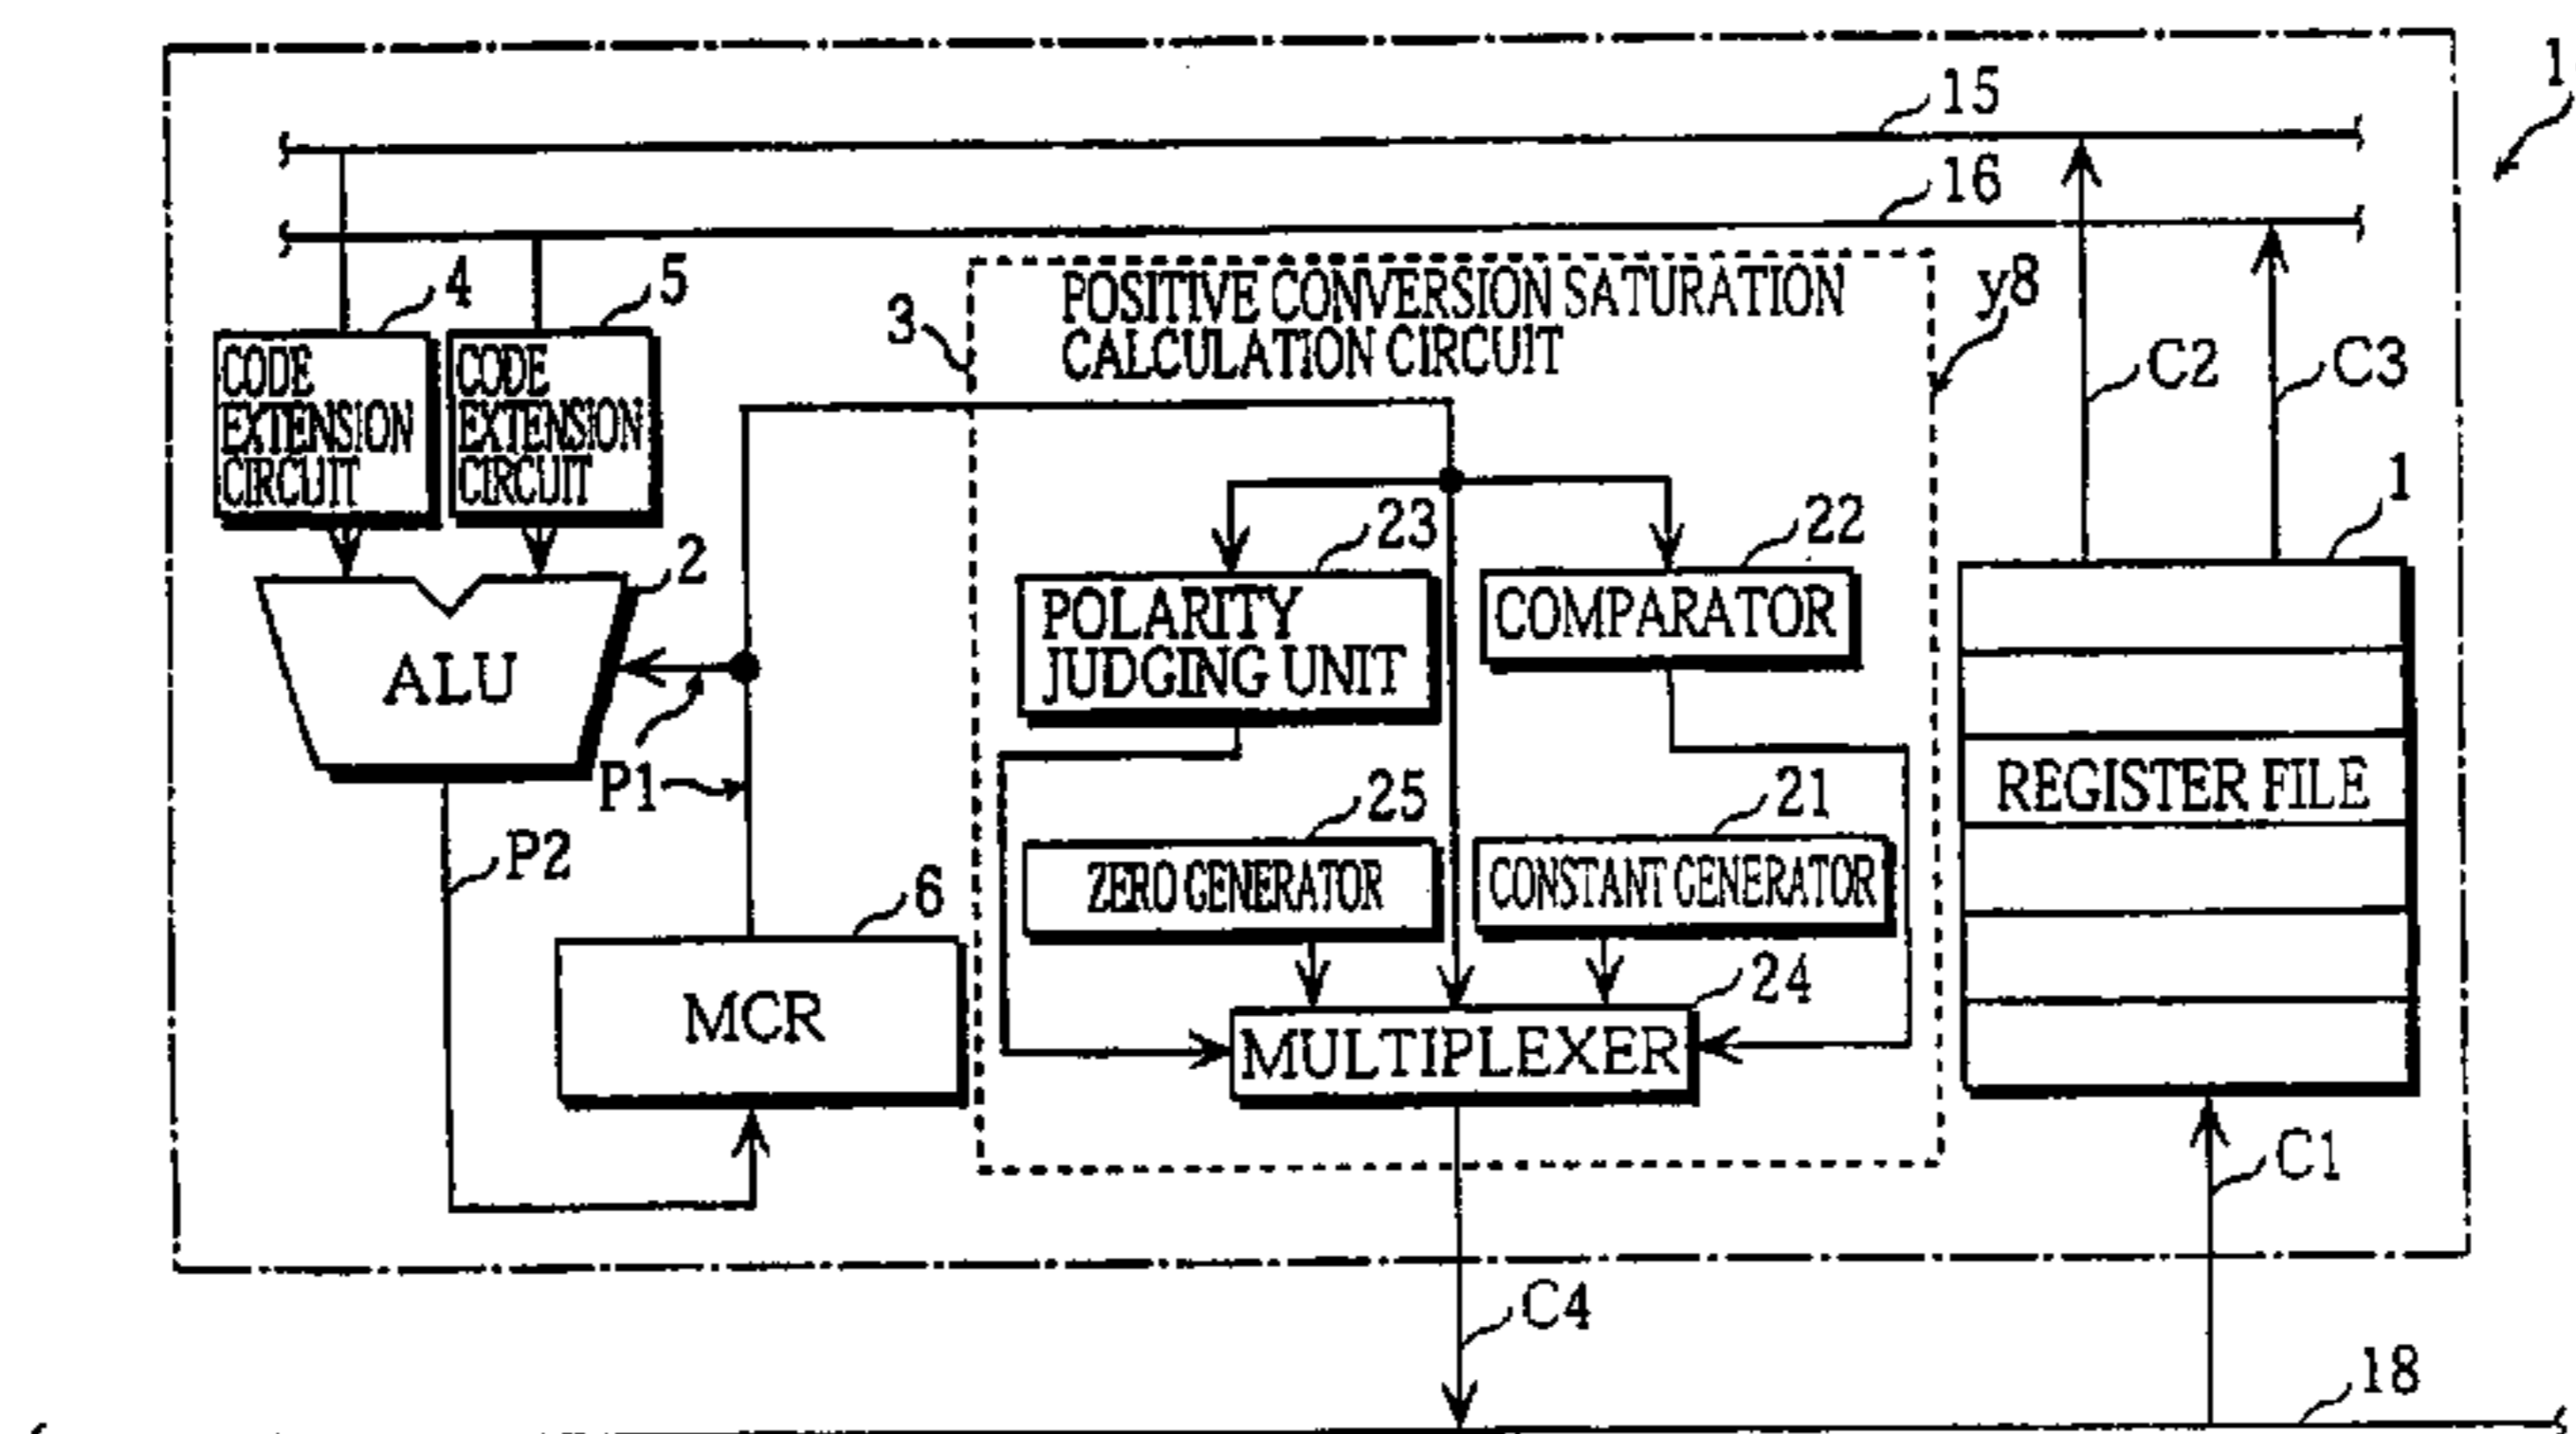 1
15
16
4
5
3
POSITIVE CONVERSION SATURATION
CALCULATION CIRCUIT
y8
CODE
EXTENSION
CIRCUIT
CODE
EXTENSION
CIRCUIT
C2
C3
2
23
22
1
POLARITY
JUDGING UNIT
COMPARATOR
ALU
P1
P2
25
21
REGISTER FILE
ZERO GENERATOR
CONSTANT GENERATOR
6
MCR
24
MULTIPLEXER
C1
C4
18